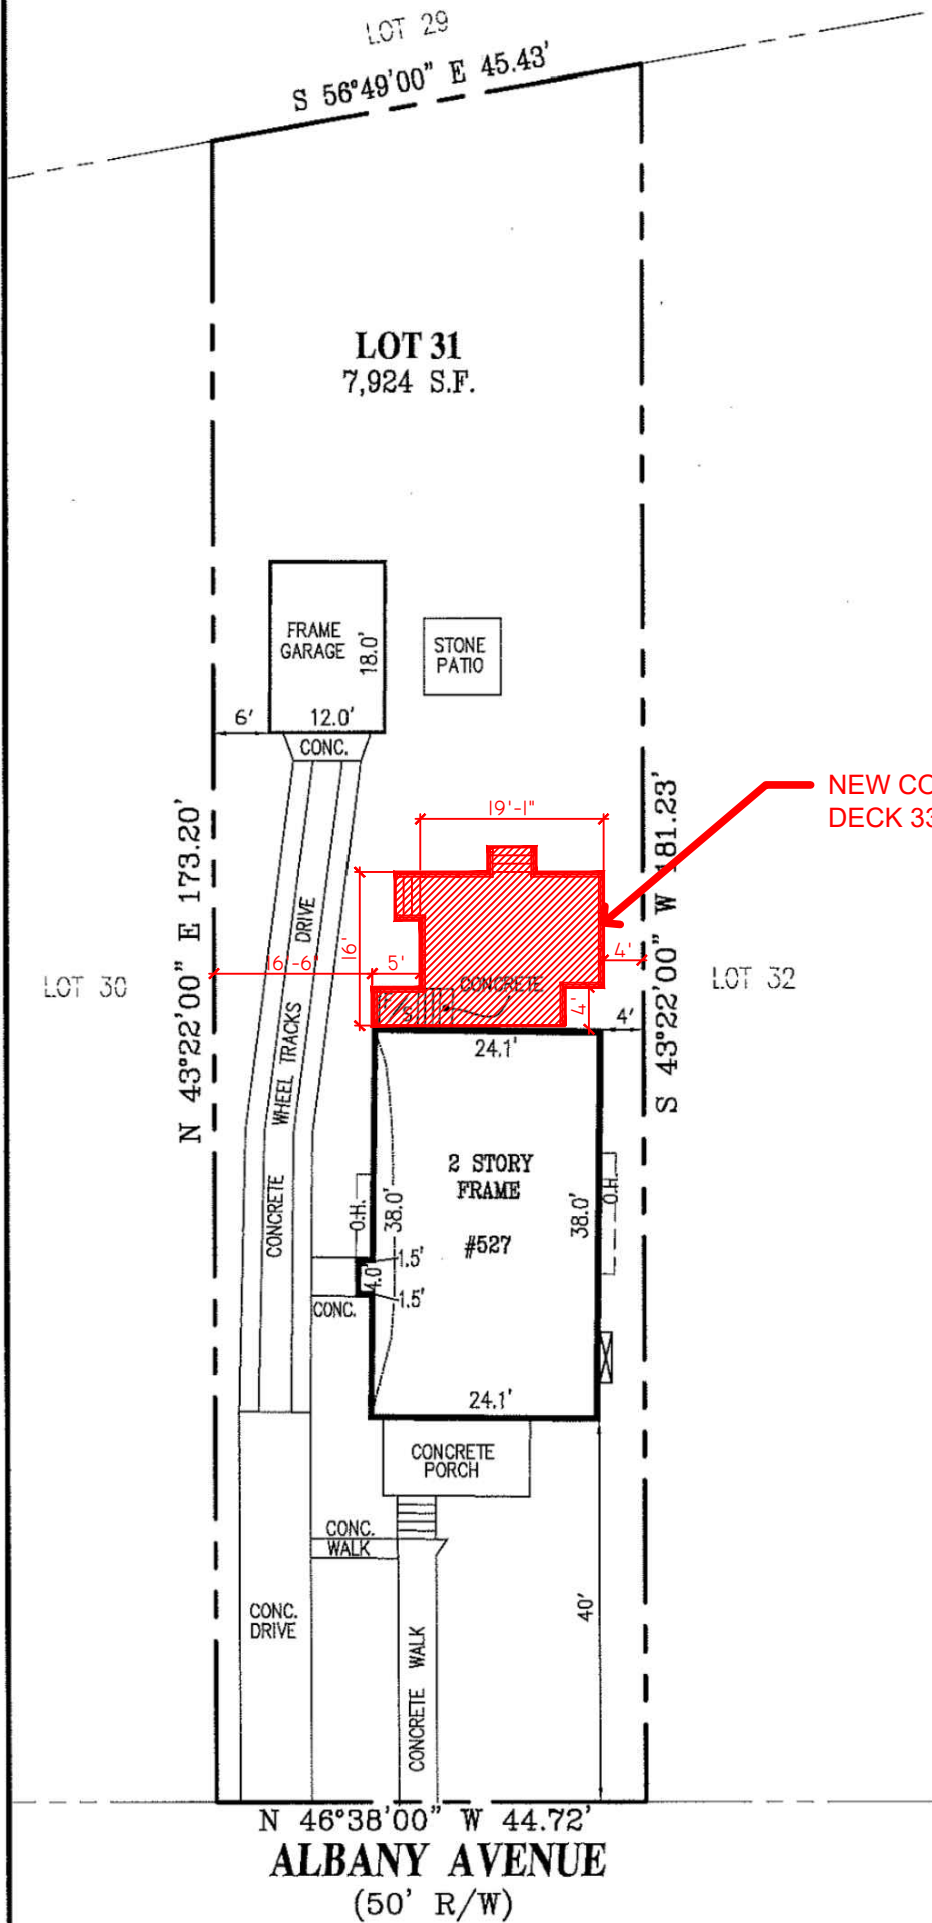 LOT 29
S 56°49'00" E 45.43'
LOT 31
7,924 S.F.
FRAME
GARAGE
18.0'
STONE
PATIO
6'
12.0'
CONC.
N 43°22'00" E 173.20'
S 43°22'00" W 181.23'
NEW CO
DECK 33
19'-1"
16'
16'-6"
5'
4'
CONCRETE
4'
4'
LOT 30
LOT 32
CONCRETE WHEEL TRACKS DRIVE
24.1'
2 STORY
FRAME
#527
38.0'
38.0'
O.H.
O.H.
1.5'
4.0'
1.5'
CONC.
24.1'
CONCRETE
PORCH
CONC.
WALK
CONC.
DRIVE
CONCRETE WALK
40'
N 46°38'00" W 44.72'
ALBANY AVENUE
(50' R/W)